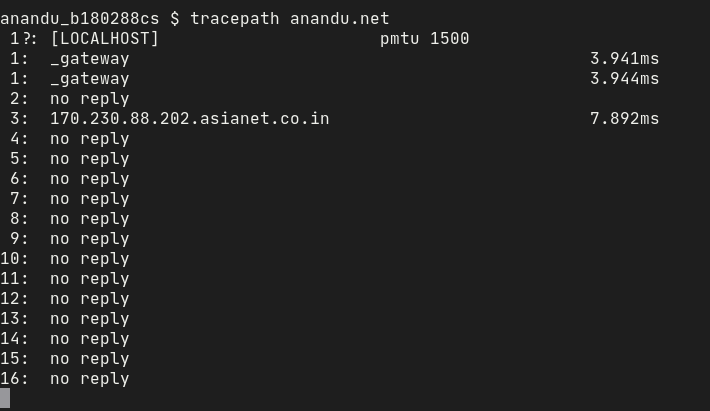 anandu_b180288cs $ tracepath anandu.net
 1?: [LOCALHOST]                      pmtu 1500
 1:  _gateway                                              3.941ms
 1:  _gateway                                              3.944ms
 2:  no reply
 3:  170.230.88.202.asianet.co.in                          7.892ms
 4:  no reply
 5:  no reply
 6:  no reply
 7:  no reply
 8:  no reply
 9:  no reply
10:  no reply
11:  no reply
12:  no reply
13:  no reply
14:  no reply
15:  no reply
16:  no reply